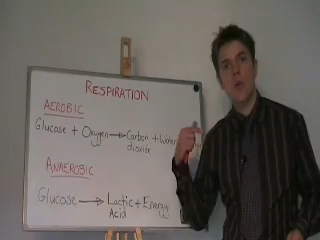 RESPIRATION
AEROBIC
Glucose + Oxygen → Carbon dioxide + Water
ANAEROBIC
Glucose → Lactic Acid + Energy